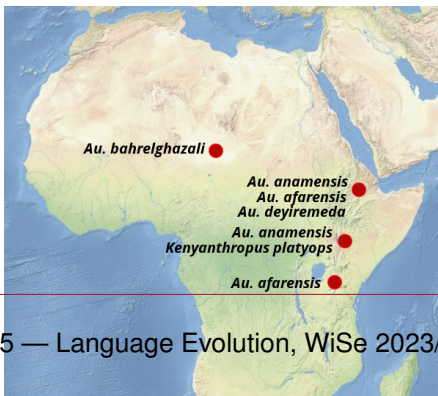 Au. bahrelghazali
Au. anamensis
Au. afarensis
Au. deyiremeda
Au. anamensis
Kenyanthropus platyops
Au. afarensis
5 — Language Evolution, WiSe 2023/